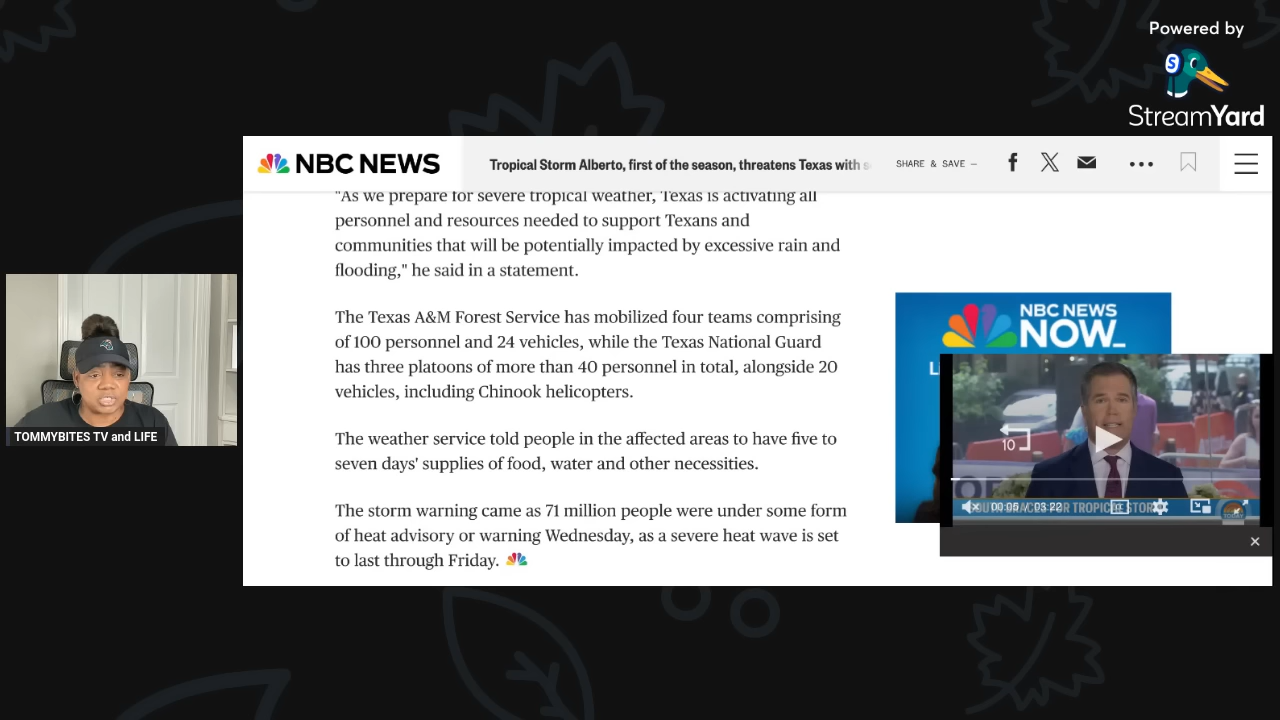 Powered by
S
StreamYard
NBC NEWS
Tropical Storm Alberto, first of the season, threatens Texas with
SHARE & SAVE —
"As we prepare for severe tropical weather, Texas is activating all
personnel and resources needed to support Texans and
communities that will be potentially impacted by excessive rain and
flooding," he said in a statement.
The Texas A&M Forest Service has mobilized four teams comprising
of 100 personnel and 24 vehicles, while the Texas National Guard
has three platoons of more than 40 personnel in total, alongside 20
vehicles, including Chinook helicopters.
The weather service told people in the affected areas to have five to
seven days' supplies of food, water and other necessities.
The storm warning came as 71 million people were under some form
of heat advisory or warning Wednesday, as a severe heat wave is set
to last through Friday.
NBC NEWS
NOW_
10
00:05 / 03:22
TROPIC STOR
TODAY
TOMMYBITES TV and LIFE